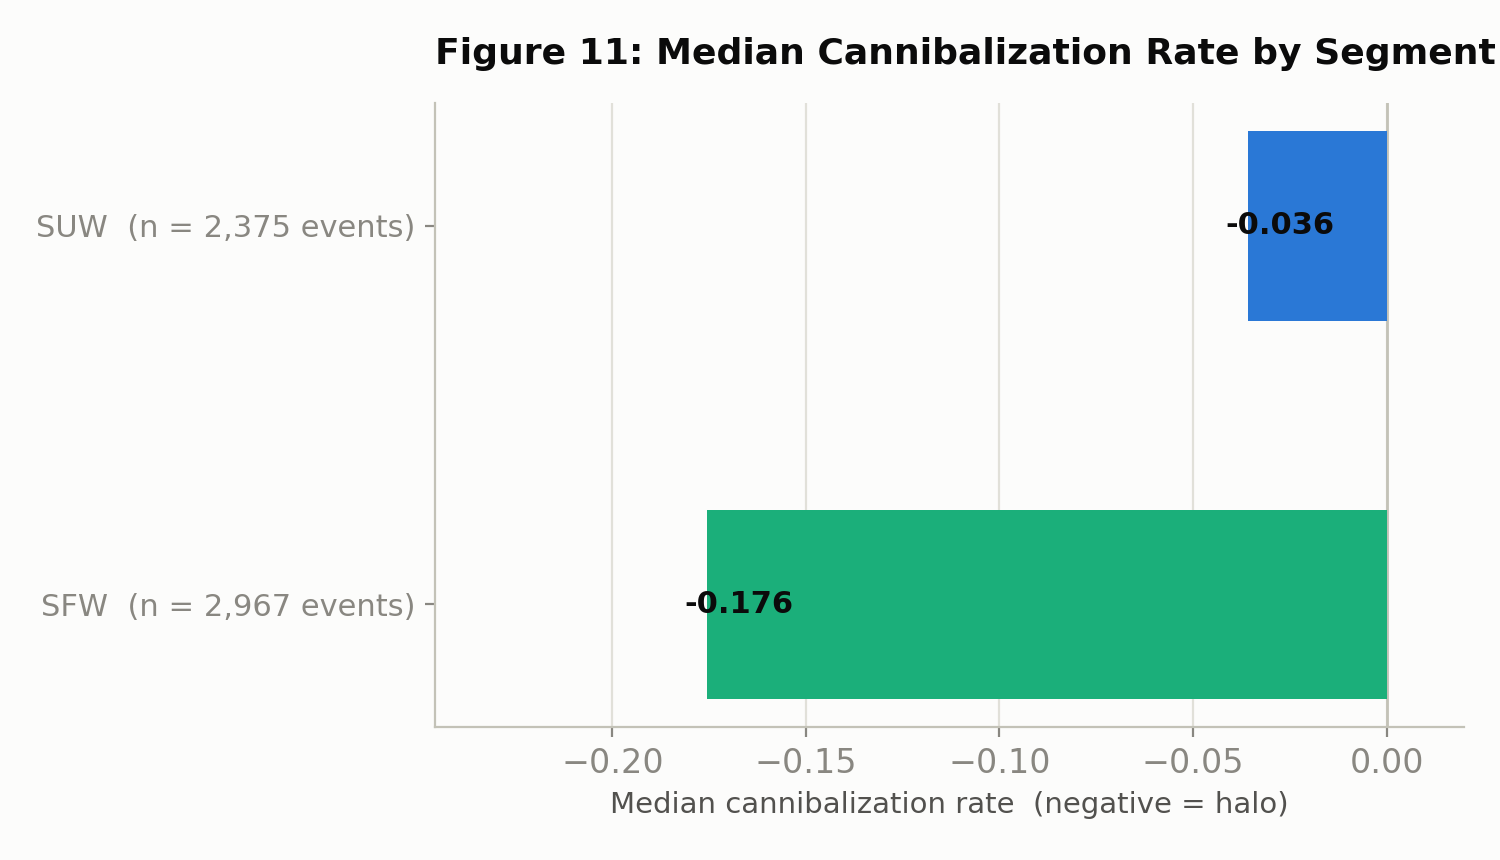 Figure 11: Median Cannibalization Rate by Segment
SUW (n = 2,375 events)
-0.036
SFW (n = 2,967 events)
-0.176
−0.20 −0.15 −0.10 −0.05 0.00
Median cannibalization rate (negative = halo)